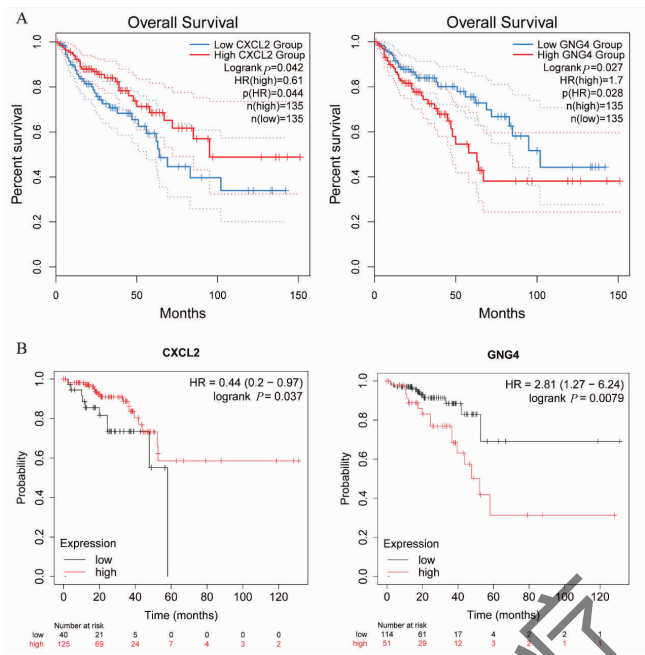 A
Overall Survival
Low CXCL2 Group
High CXCL2 Group
Logrank p=0.042
HR(high)=0.61
p(HR)=0.044
n(high)=135
n(low)=135
Percent survival
1.0
0.8
0.6
0.4
0.2
0.0
0 50 100 150
Months
Overall Survival
Low GNG4 Group
High GNG4 Group
Logrank p=0.027
HR(high)=1.7
p(HR)=0.028
n(high)=135
n(low)=135
Percent survival
1.0
0.8
0.6
0.4
0.2
0.0
0 50 100 150
Months
B
CXCL2
HR = 0.44 (0.2 − 0.97)
logrank P = 0.037
Probability
1.0
0.8
0.6
0.4
0.2
0.0
Expression
low
high
0 20 40 60 80 100 120
Time (months)
Number at risk
low 40 21 5 0 0 0 0
high 125 69 24 7 4 3 2
GNG4
HR = 2.81 (1.27 − 6.24)
logrank P = 0.0079
Probability
1.0
0.8
0.6
0.4
0.2
0.0
Expression
low
high
0 20 40 60 80 100 120
Time (months)
Number at risk
low 114 61 17 4 2 2 1
high 51 29 12 3 2 1